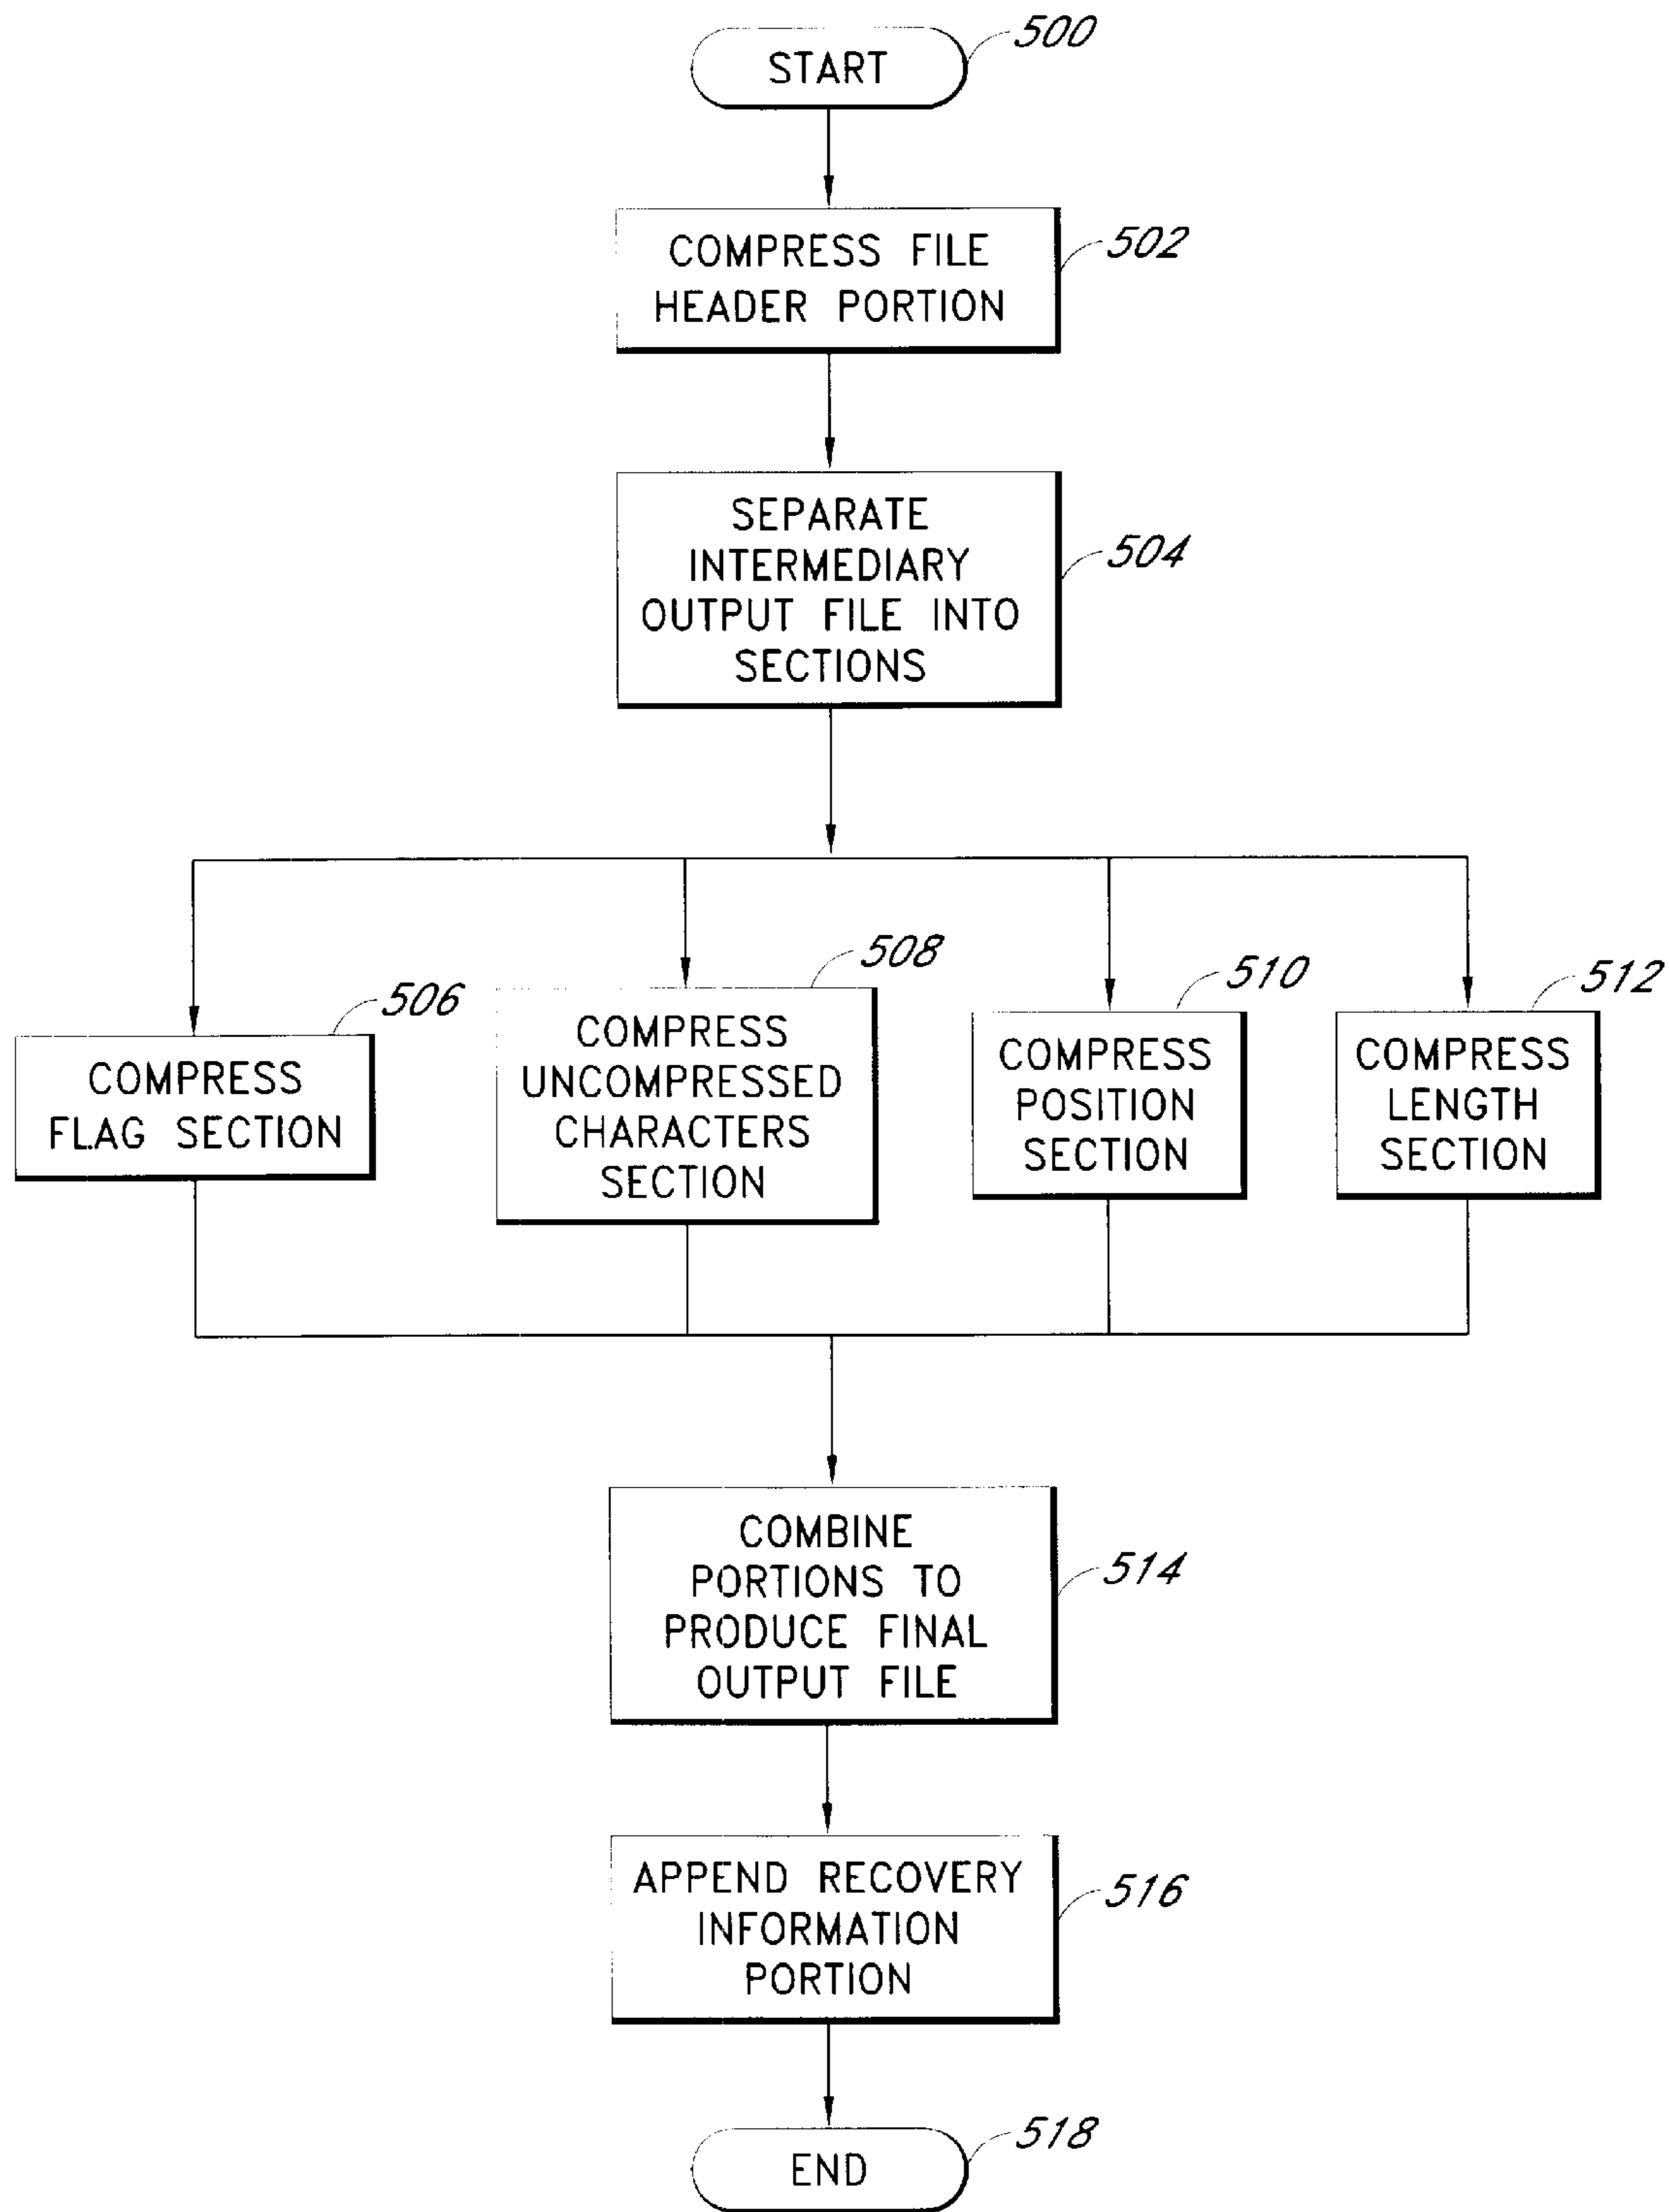 START
500
COMPRESS FILE
HEADER PORTION
502
SEPARATE
INTERMEDIARY
OUTPUT FILE INTO
SECTIONS
504
506
COMPRESS
FLAG SECTION
508
COMPRESS
UNCOMPRESSED
CHARACTERS
SECTION
510
COMPRESS
POSITION
SECTION
512
COMPRESS
LENGTH
SECTION
COMBINE
PORTIONS TO
PRODUCE FINAL
OUTPUT FILE
514
APPEND RECOVERY
INFORMATION
PORTION
516
END
518